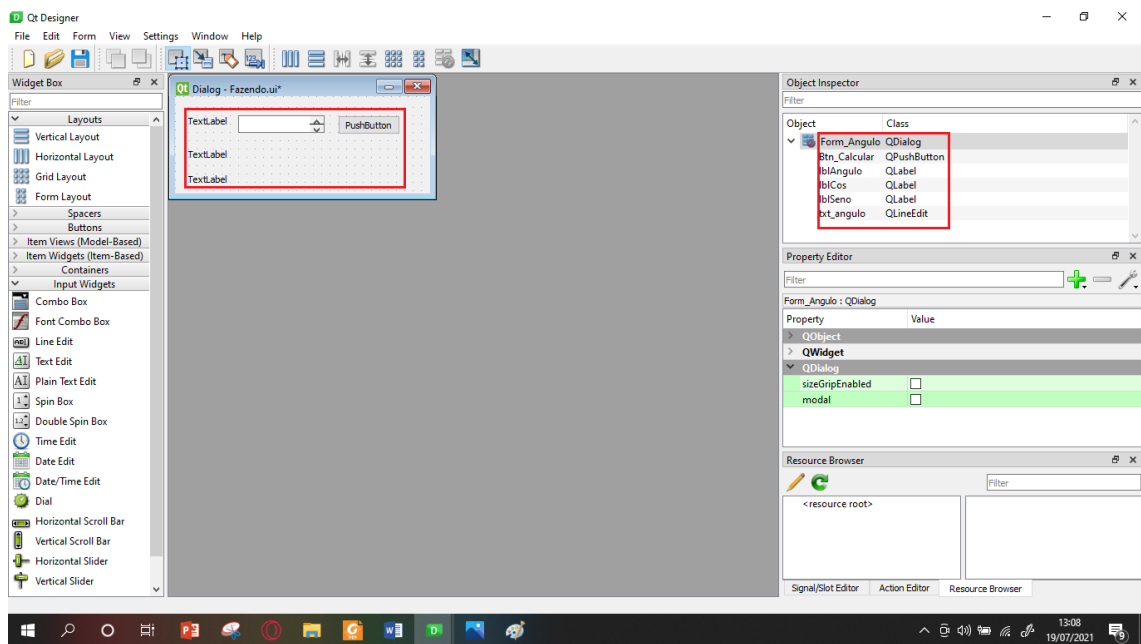 Qt Designer
File Edit Form View Settings Window Help
Widget Box
Filter
Layouts
Vertical Layout
Horizontal Layout
Grid Layout
Form Layout
Spacers
Buttons
Item Views (Model-Based)
Item Widgets (Item-Based)
Containers
Input Widgets
Combo Box
Font Combo Box
Line Edit
Text Edit
Plain Text Edit
Spin Box
Double Spin Box
Time Edit
Date Edit
Date/Time Edit
Dial
Horizontal Scroll Bar
Vertical Scroll Bar
Horizontal Slider
Vertical Slider
Qt Dialog - Fazendo.ui*
TextLabel PushButton
TextLabel
TextLabel
Object Inspector
Filter
Object Class
Form_Angulo QDialog
Btn_Calcular QPushButton
lblAngulo QLabel
lblCos QLabel
lblSeno QLabel
txt_angulo QLineEdit
Property Editor
Filter
Form_Angulo : QDialog
Property Value
QObject
QWidget
QDialog
sizeGripEnabled
modal
Resource Browser
Filter
<resource root>
Signal/Slot Editor Action Editor Resource Browser
13:08
19/07/2021